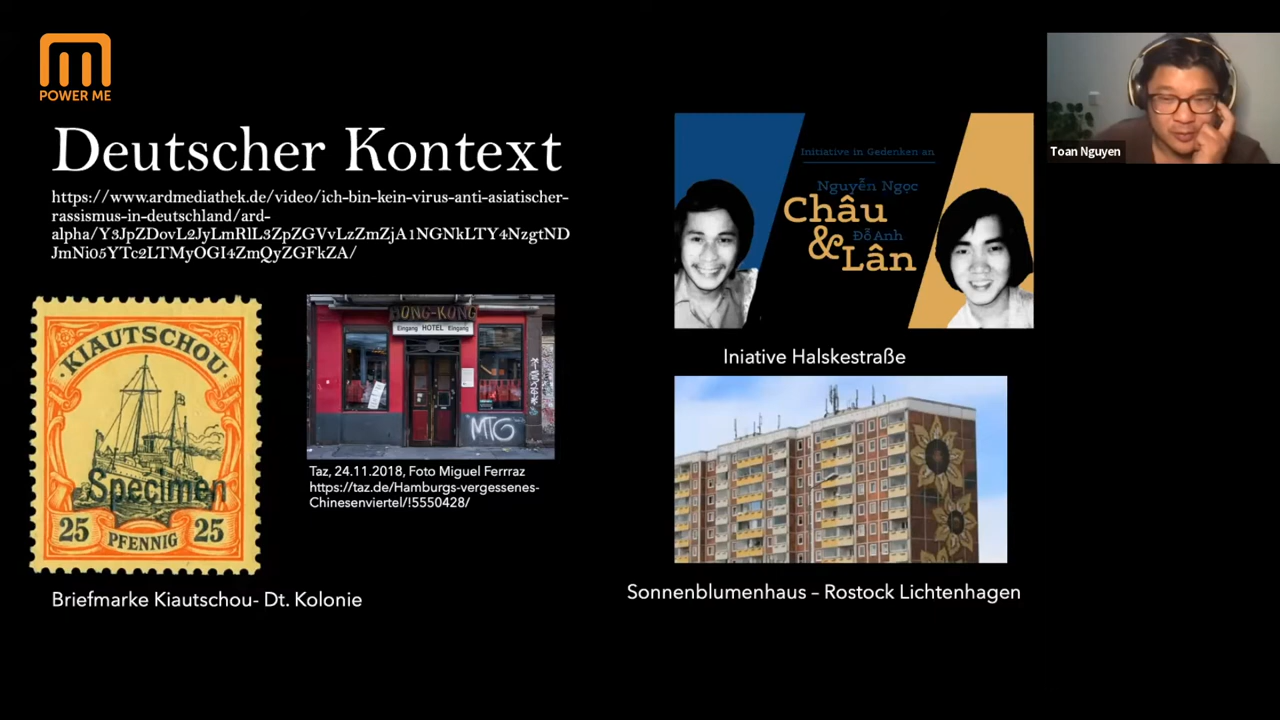 POWER ME
Deutscher Kontext
https://www.ardmediathek.de/video/ich-bin-kein-virus-anti-asiatischer-
rassismus-in-deutschland/ard-
alpha/Y3JpZDovL2JyLmRlL3ZpZGVvLzZmZjA1NGNkLTY4NzgtND
JmNi05YTc2LTMyOGI4ZmQyZGFkZA/
KIAUTSCHOU
Specimen
25 PFENNIG 25
Briefmarke Kiautschou- Dt. Kolonie
HONG-KONG
Eingang HOTEL Eingang
MTG
Taz, 24.11.2018, Foto Miguel Ferrraz
https://taz.de/Hamburgs-vergessenes-
Chinesenviertel/!5550428/
Initiative in Gedenken an
Nguyễn Ngọc
Châu
Đỗ Anh
& Lân
Iniative Halskestraße
Sonnenblumenhaus – Rostock Lichtenhagen
Toan Nguyen